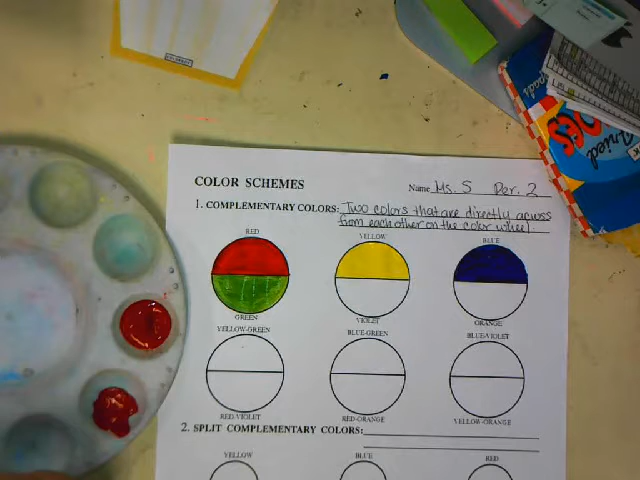 COLOR SCHEMES
Name Ms. S Per. 2
1. COMPLEMENTARY COLORS: Two colors that are directly across
from each other on the color wheel.
RED YELLOW BLUE
GREEN VIOLET ORANGE
YELLOW-GREEN BLUE-GREEN BLUE-VIOLET
RED-VIOLET RED-ORANGE YELLOW-ORANGE
2. SPLIT COMPLEMENTARY COLORS:
YELLOW BLUE RED